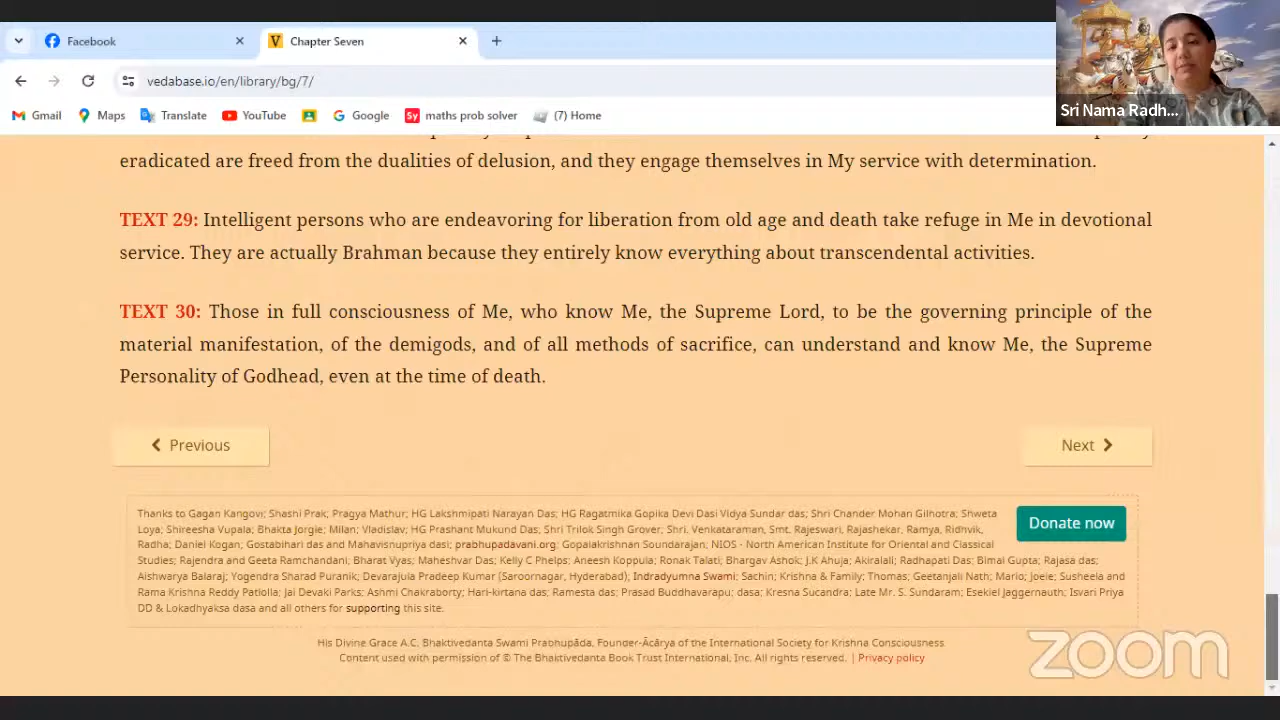 Facebook
Chapter Seven
vedabase.io/en/library/bg/7/
Gmail Maps Translate YouTube Google Sy maths prob solver (7) Home
Sri Nama Radh...
eradicated are freed from the dualities of delusion, and they engage themselves in My service with determination.
TEXT 29: Intelligent persons who are endeavoring for liberation from old age and death take refuge in Me in devotional
service. They are actually Brahman because they entirely know everything about transcendental activities.
TEXT 30: Those in full consciousness of Me, who know Me, the Supreme Lord, to be the governing principle of the
material manifestation, of the demigods, and of all methods of sacrifice, can understand and know Me, the Supreme
Personality of Godhead, even at the time of death.
Previous
Next
Thanks to Gagan Kangovi; Shashi Prak; Pragya Mathur; HG Lakshmipati Narayan Das; HG Ragatmika Gopika Devi Dasi Vidya Sundar das; Shri Chander Mohan Gilhotra; Shweta
Loya; Shireesha Vupala; Bhakta Jorgie; Milan; Vladislav; HG Prashant Mukund Das; Shri Trilok Singh Grover; Shri. Venkataraman, Smt. Rajeswari, Rajashekar, Ramya, Ridhvik,
Radha; Daniel Kogan; Gostabihari das and Mahavisnupriya dasi; prabhupadavani.org; Gopalakrishnan Soundarajan; NIOS - North American Institute for Oriental and Classical
Studies; Rajendra and Geeta Ramchandani; Bharat Vyas; Maheshvar Das; Kelly C Phelps; Aneesh Koppula; Ronak Talati; Bhargav Ashok; J.K Ahuja; Akiralali; Radhapati Das; Bimal Gupta; Rajasa das;
Aishwarya Balaraj; Yogendra Sharad Puranik; Devarajulu Pradeep Kumar (Saroornagar, Hyderabad); Indradyumna Swami; Sachin; Krishna & Family; Thomas; Geetanjali Nath; Mario; Joeie; Susheela and
Rama Krishna Reddy Patlolla; Jai Devaki Parks; Ashmi Chakraborty; Hari-kirtana das; Ramesta das; Prasad Buddhavarapu; dasa; Kresna Sucandra; Late Mr. S. Sundaram; Esekiel Jaggernauth; Isvari Priya
DD & Lokadhyaksa dasa and all others for supporting this site.
Donate now
His Divine Grace A.C. Bhaktivedanta Swami Prabhupāda, Founder-Ācārya of the International Society for Krishna Consciousness
Content used with permission of © The Bhaktivedanta Book Trust International, Inc. All rights reserved. | Privacy policy
zoom